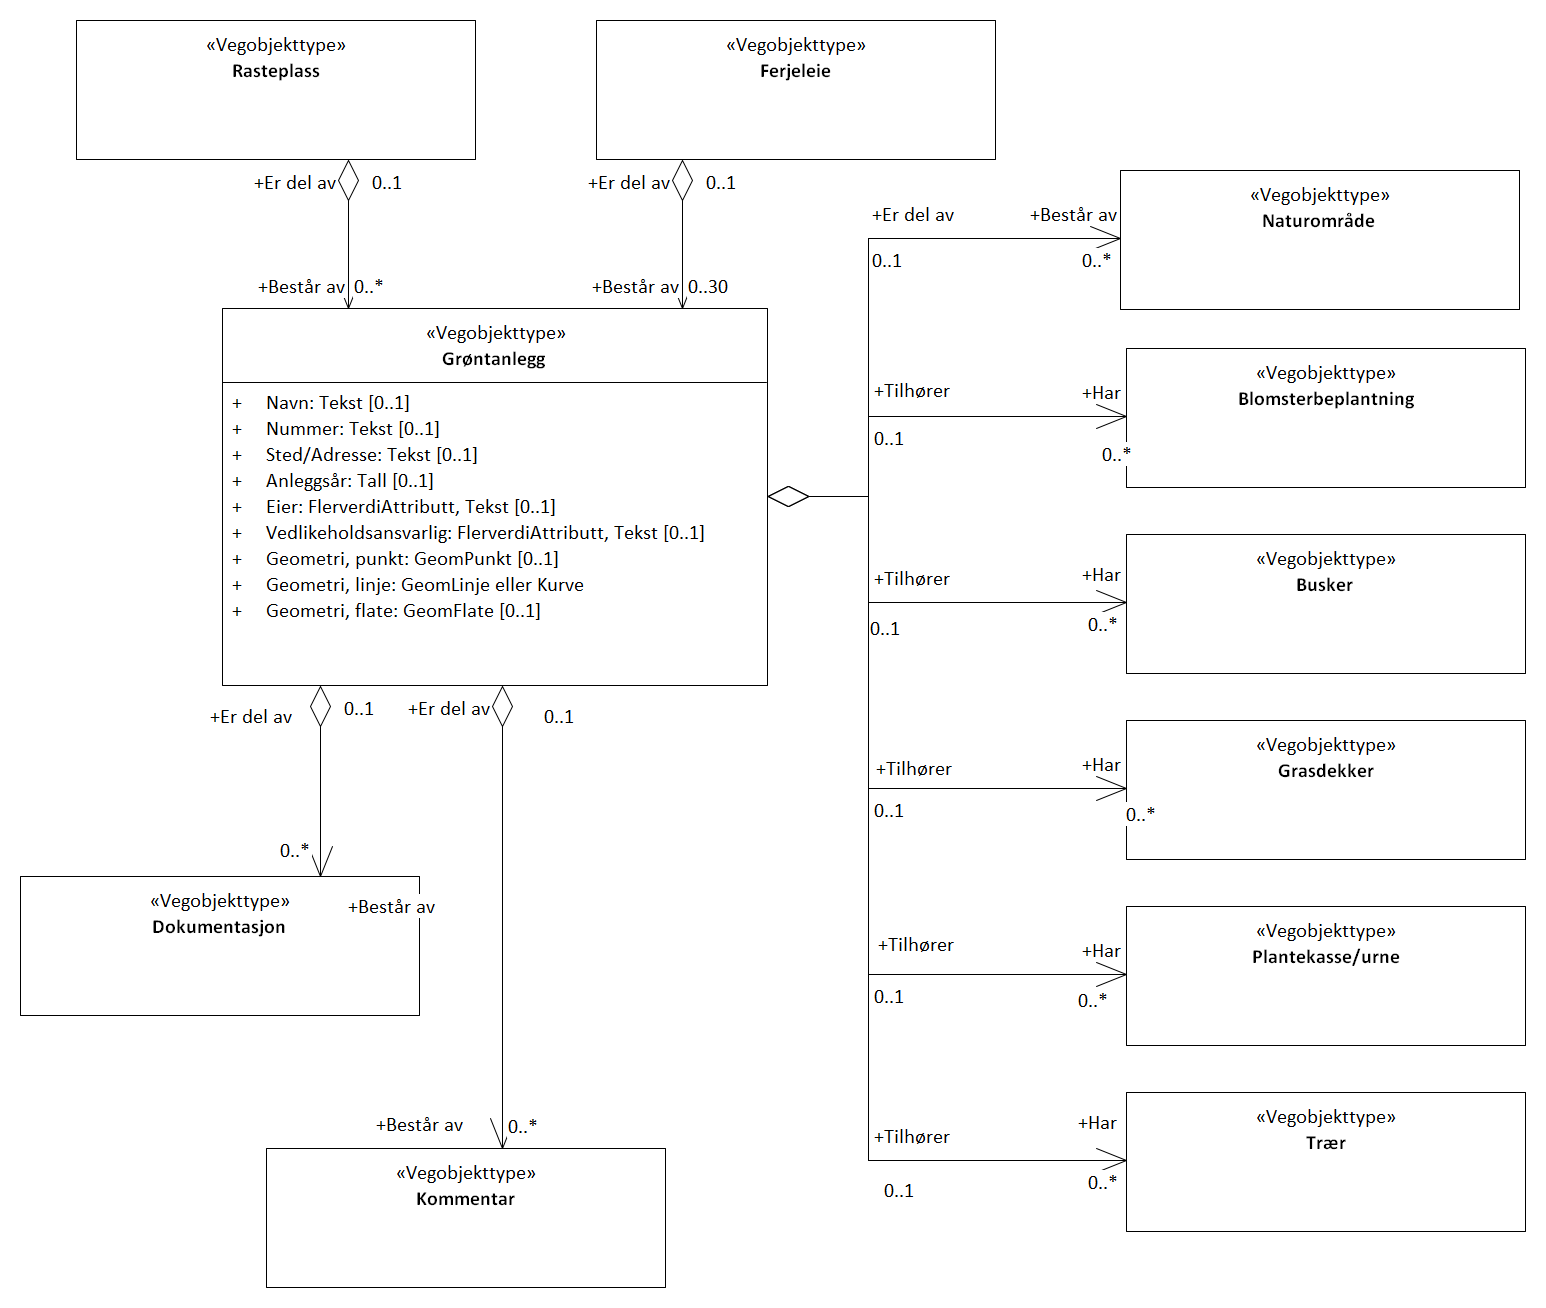 «Vegobjekttype»
Rasteplass
«Vegobjekttype»
Ferjeleie
+Er del av
0..1
+Er del av
0..1
+Består av
0..*
+Består av
0..30
«Vegobjekttype»
Grøntanlegg
+ Navn: Tekst [0..1]
+ Nummer: Tekst [0..1]
+ Sted/Adresse: Tekst [0..1]
+ Anleggsår: Tall [0..1]
+ Eier: FlerverdiAttributt, Tekst [0..1]
+ Vedlikeholdsansvarlig: FlerverdiAttributt, Tekst [0..1]
+ Geometri, punkt: GeomPunkt [0..1]
+ Geometri, linje: GeomLinje eller Kurve
+ Geometri, flate: GeomFlate [0..1]
+Er del av
0..1
+Består av
0..*
«Vegobjekttype»
Naturområde
+Tilhører
0..1
+Har
0..*
«Vegobjekttype»
Blomsterbeplantning
+Tilhører
0..1
+Har
0..*
«Vegobjekttype»
Busker
+Tilhører
0..1
+Har
0..*
«Vegobjekttype»
Grasdekker
+Tilhører
0..1
+Har
0..*
«Vegobjekttype»
Plantekasse/urne
+Tilhører
0..1
+Har
0..*
«Vegobjekttype»
Trær
+Er del av
0..1
+Er del av
0..1
0..*
+Består av
«Vegobjekttype»
Dokumentasjon
+Består av
0..*
«Vegobjekttype»
Kommentar